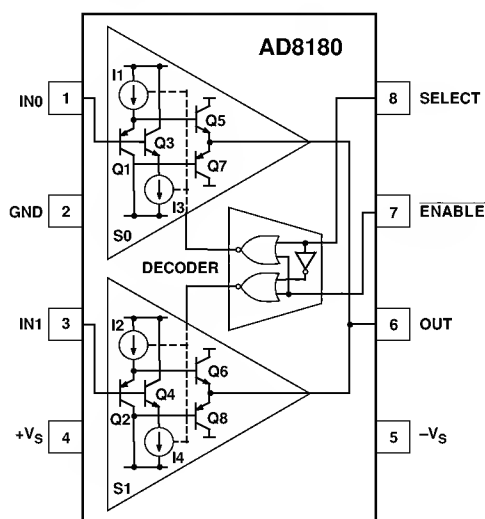 AD8180
I1
IN0
1
Q5
Q3
Q7
Q1
I3
S0
8
SELECT
GND
2
7
ENABLE
DECODER
I2
IN1
3
Q6
Q4
Q2
Q8
6
OUT
+VS
4
I4
S1
5
–VS